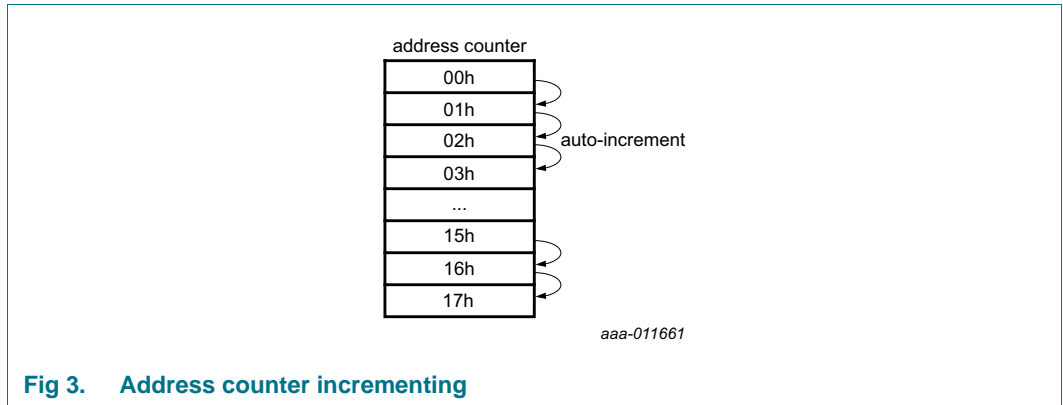 address counter
00h
01h
02h
auto-increment
03h
...
15h
16h
17h
aaa-011661
Fig 3. Address counter incrementing